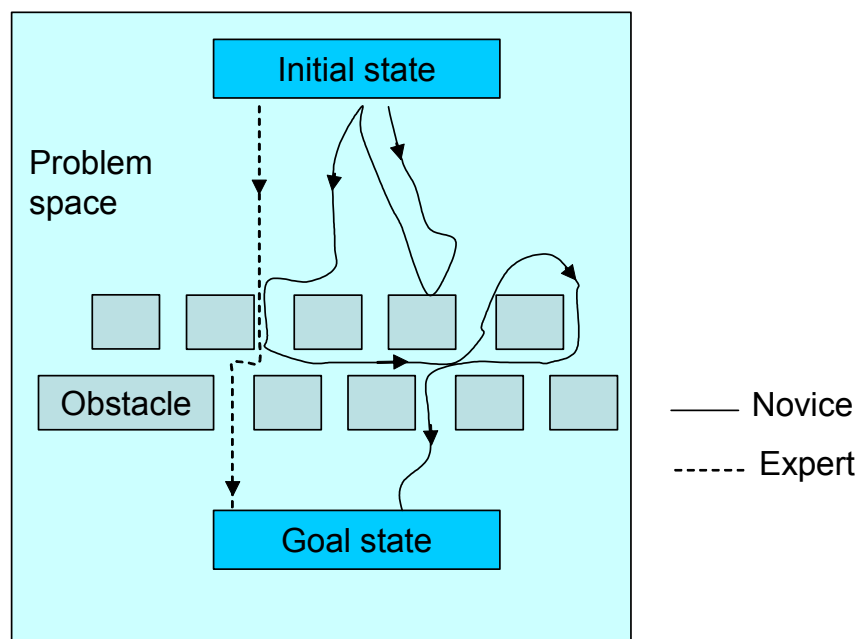 Initial state
Problem
space
Obstacle
Novice
Expert
Goal state